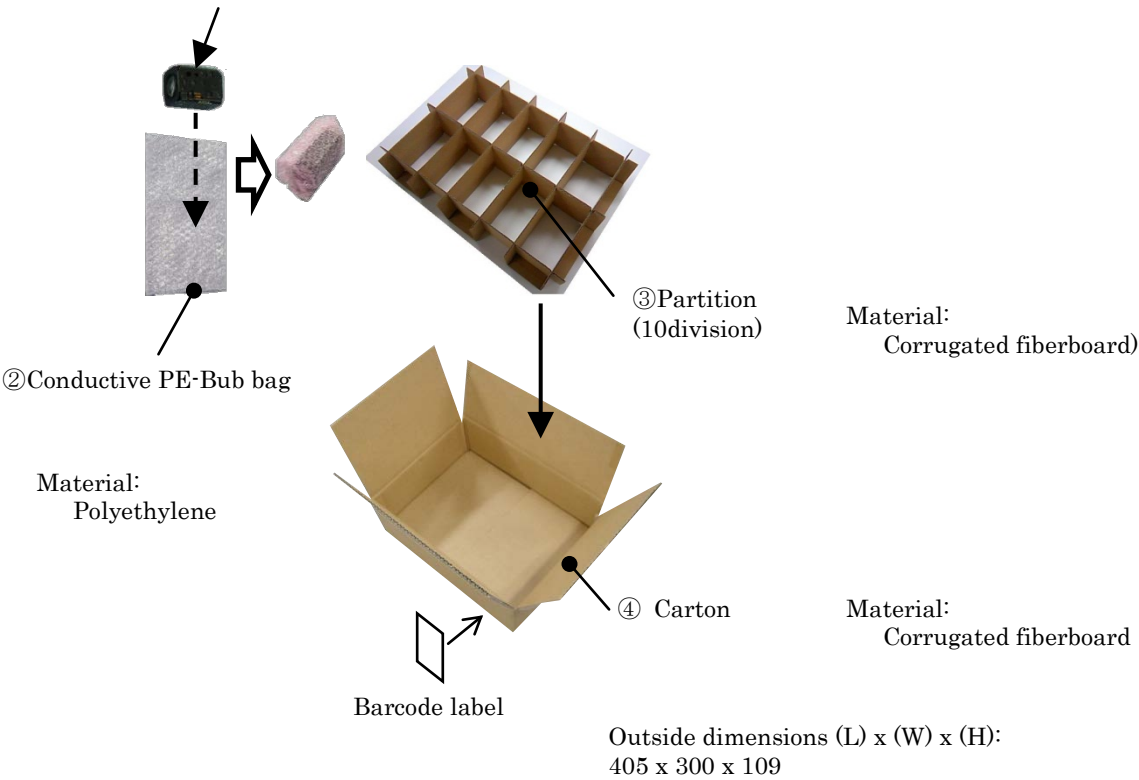 ③Partition
(10division)
Material:
Corrugated fiberboard)
②Conductive PE-Bub bag
Material:
Polyethylene
④ Carton
Material:
Corrugated fiberboard
Barcode label
Outside dimensions (L) x (W) x (H):
405 x 300 x 109